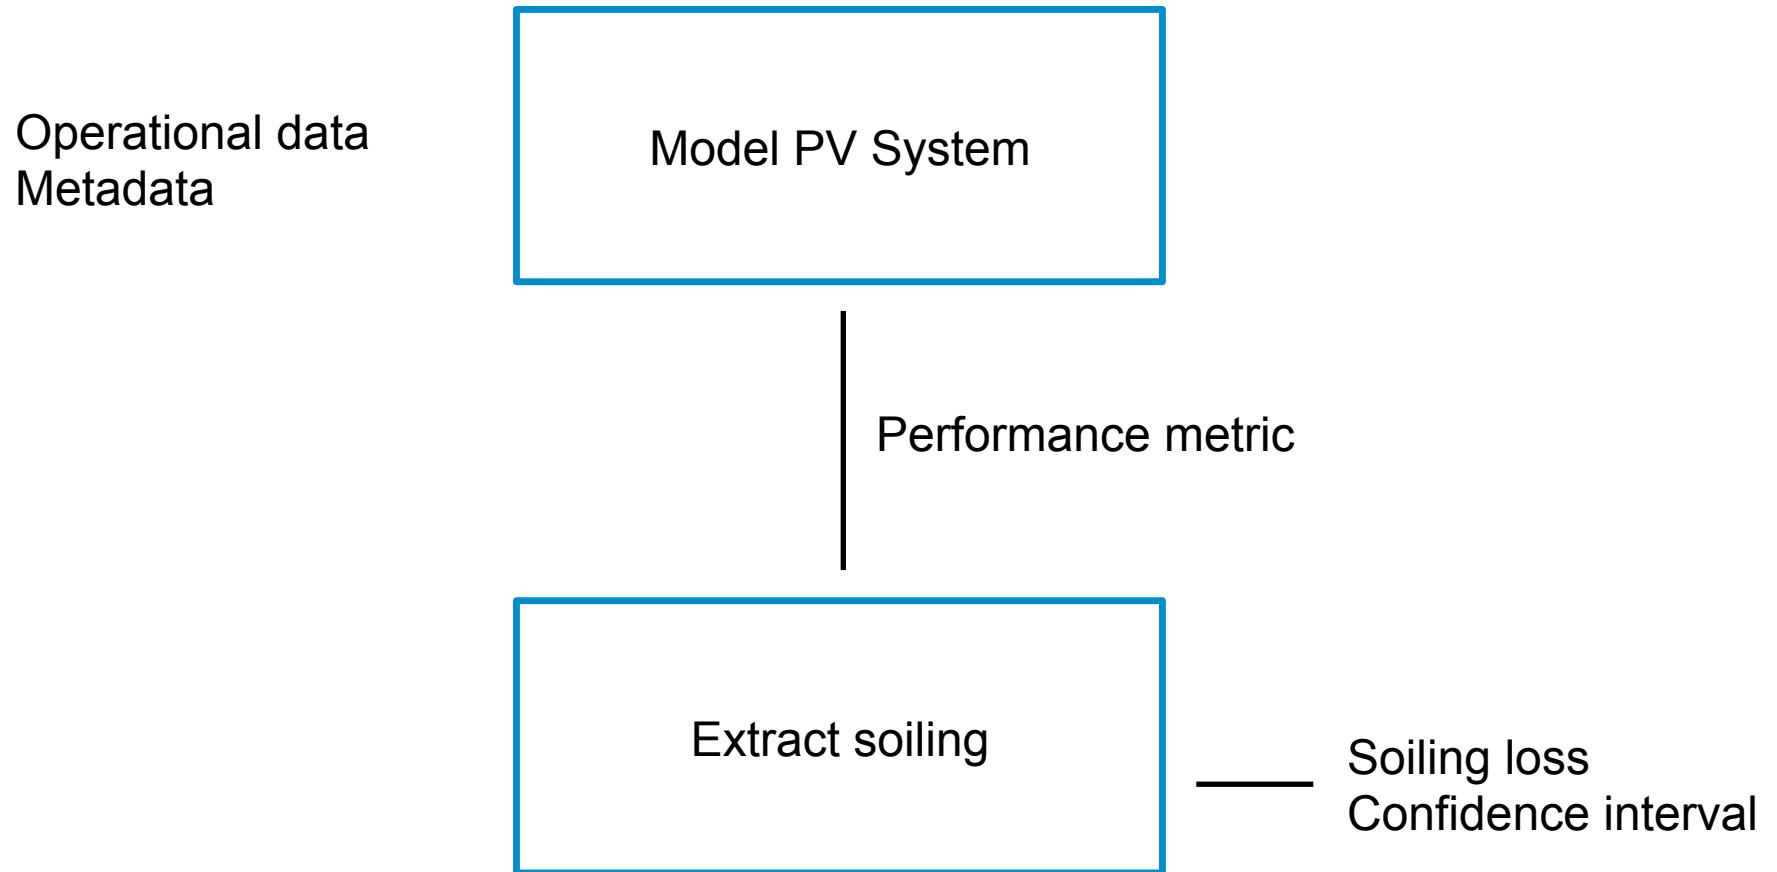 Operational data
Metadata
Model PV System
Performance metric
Extract soiling
Soiling loss
Confidence interval